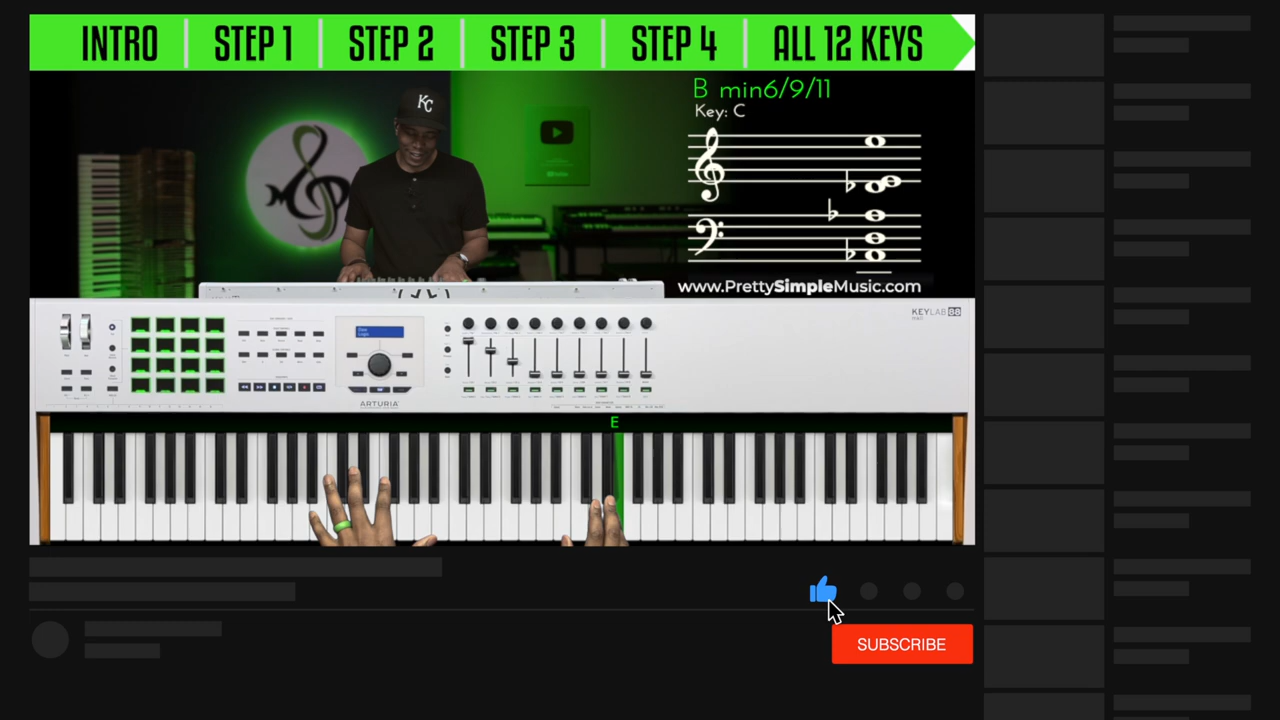 INTRO
STEP 1
STEP 2
STEP 3
STEP 4
ALL 12 KEYS
KC
B min6/9/11
Key: C
www.PrettySimpleMusic.com
KEYLAB 88
ARTURIA
E
SUBSCRIBE